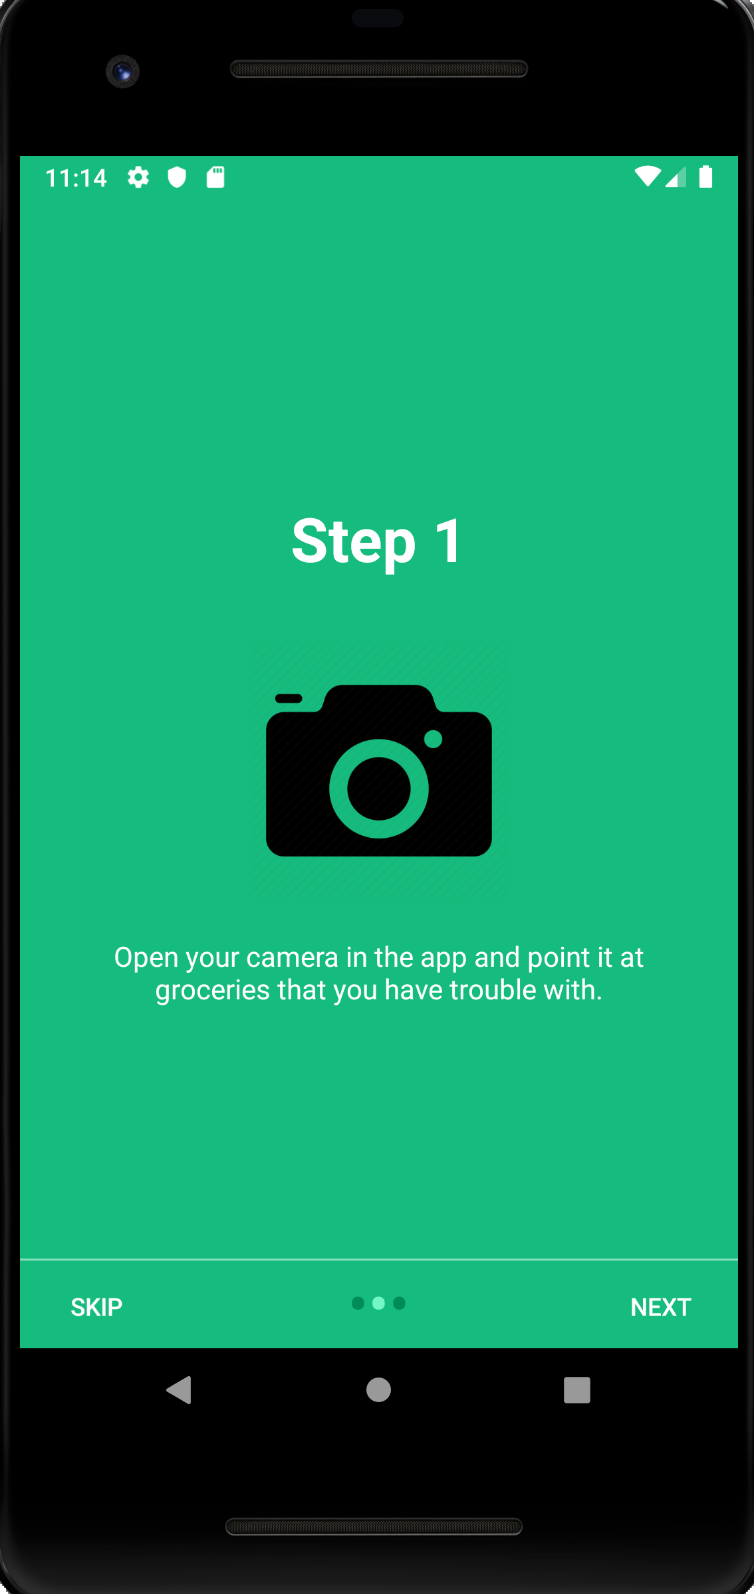 11:14
Step 1
Open your camera in the app and point it at
groceries that you have trouble with.
SKIP
NEXT